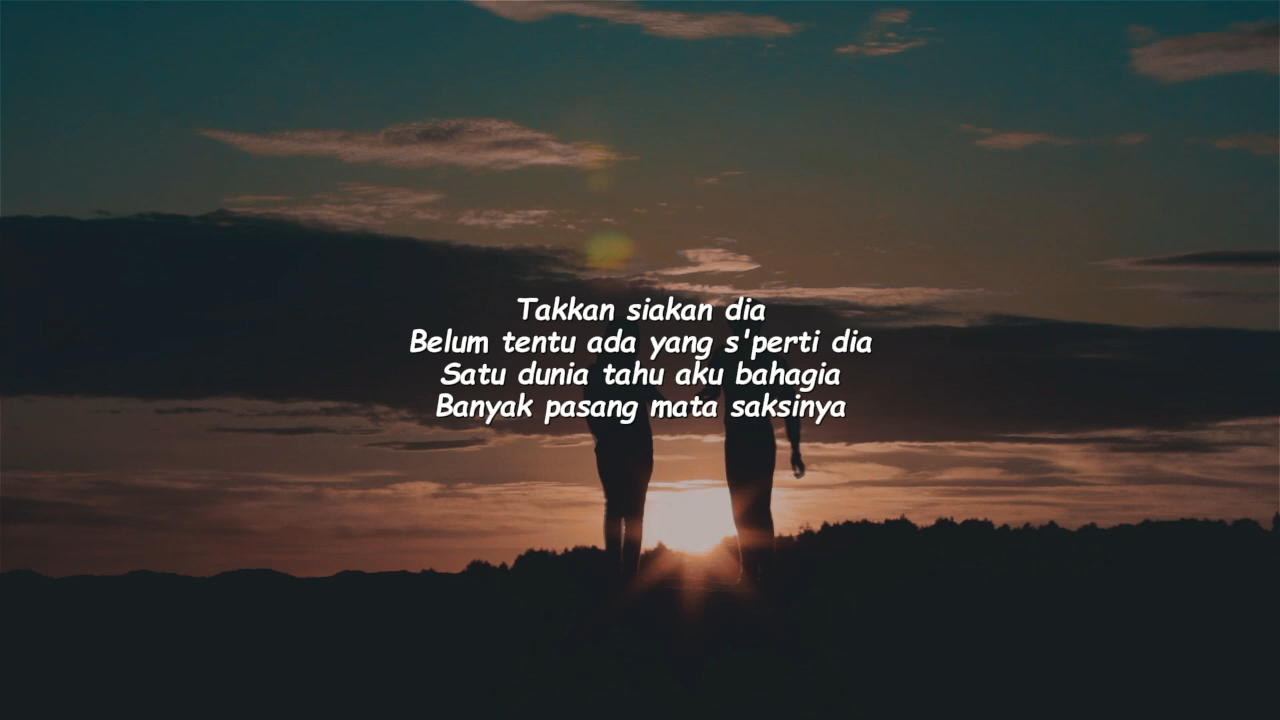 Takkan siakan dia
Belum tentu ada yang s'perti dia
Satu dunia tahu aku bahagia
Banyak pasang mata saksinya